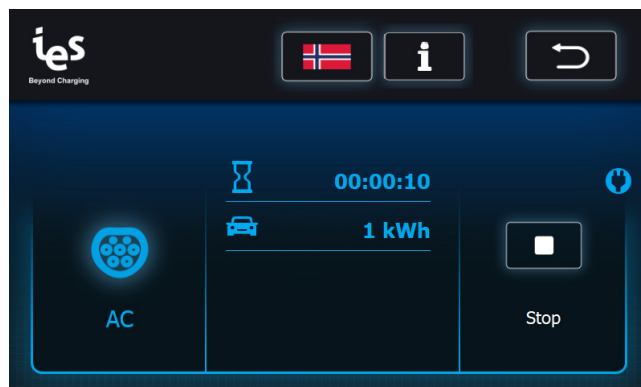 ies
Beyond Charging
i
00:00:10
1 kWh
AC
Stop